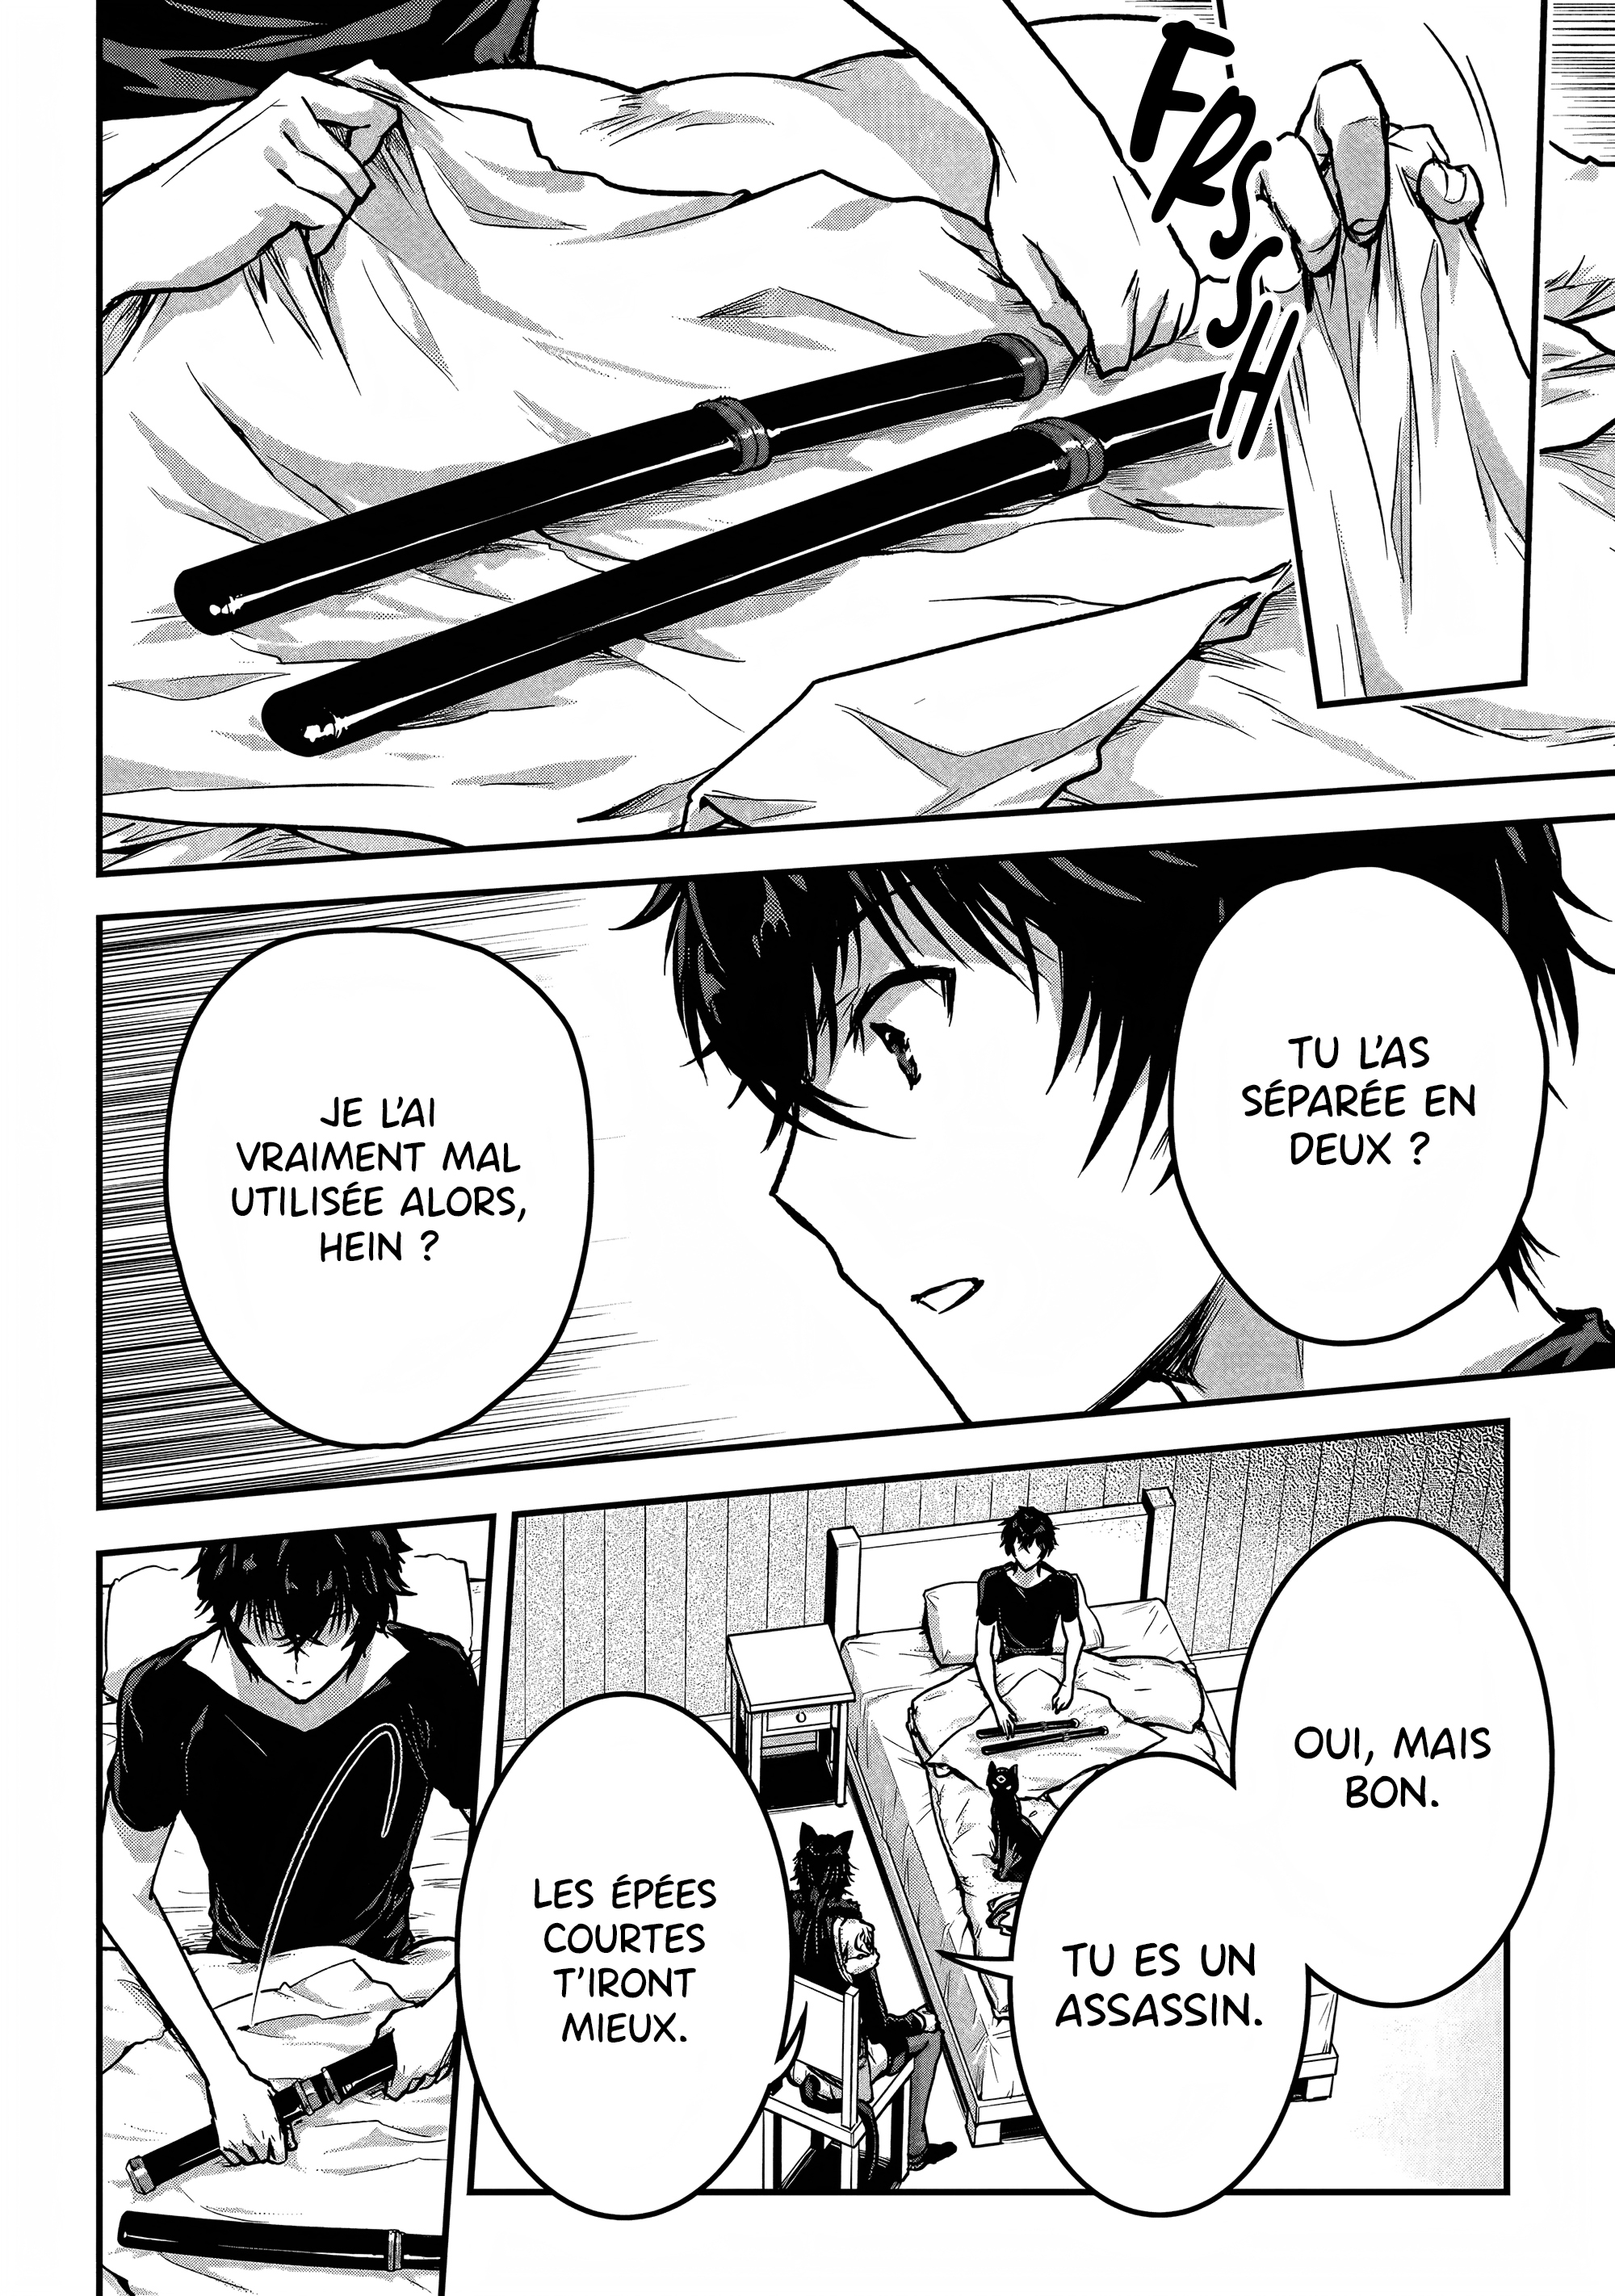 FRSSH
TU L'AS
SÉPARÉE EN
DEUX ?
JE L'AI
VRAIMENT MAL
UTILISÉE ALORS,
HEIN ?
OUI, MAIS
BON.
TU ES UN
ASSASSIN.
LES ÉPÉES
COURTES
T'IRONT
MIEUX.